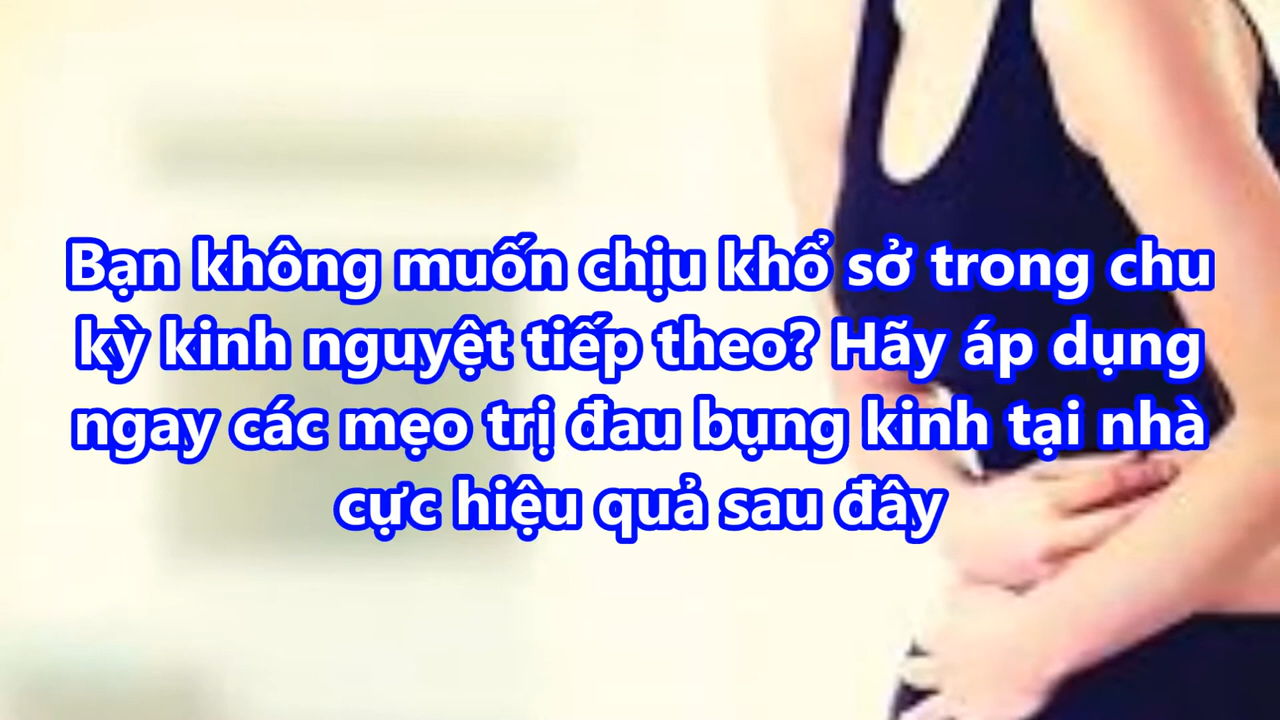 Bạn không muốn chịu khổ sở trong chu
kỳ kinh nguyệt tiếp theo? Hãy áp dụng
ngay các mẹo trị đau bụng kinh tại nhà
cực hiệu quả sau đây